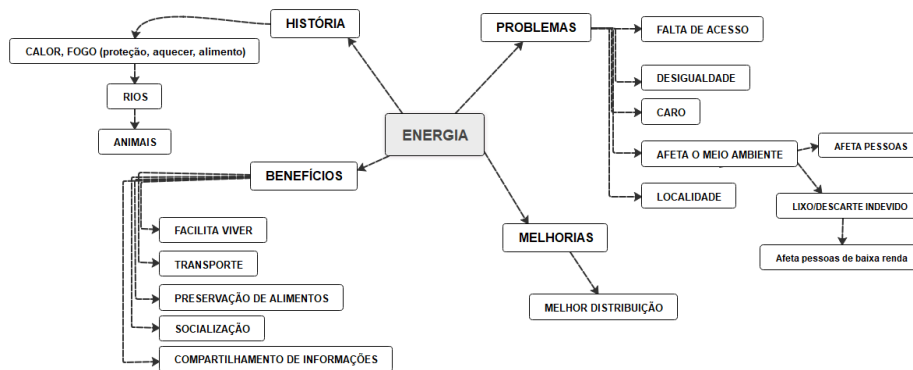 HISTÓRIA
CALOR, FOGO (proteção, aquecer, alimento)
RIOS
ANIMAIS
PROBLEMAS
FALTA DE ACESSO
DESIGUALDADE
CARO
AFETA O MEIO AMBIENTE
AFETA PESSOAS
LIXO/DESCARTE INDEVIDO
Afeta pessoas de baixa renda
LOCALIDADE
ENERGIA
BENEFÍCIOS
FACILITA VIVER
TRANSPORTE
PRESERVAÇÃO DE ALIMENTOS
SOCIALIZAÇÃO
COMPARTILHAMENTO DE INFORMAÇÕES
MELHORIAS
MELHOR DISTRIBUIÇÃO